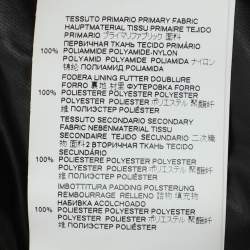 TESSUTO PRIMARIO PRIMARY FABRIC
HAUPTMATERIAL TISSU PRIMAIRE TEJIDO
PRIMARIO プライマリファブリック 面料
ПЕРВИЧНАЯ ТКАНЬ TECIDO PRIMÁRIO
100% POLIAMMIDE POLYAMIDE-NYLON
POLYAMID POLYAMIDE POLIAMIDA ナイロン
锦纶 ПОЛИАМИД POLIAMIDA
FODERA LINING FUTTER DOUBLURE
FORRO 裏地 材里 ФУТЕРОВКА FORRO
100% POLIESTERE POLYESTER POLYESTER
POLYESTER POLIESTER ポリエステル 聚酯纤
维 ПОЛИЭСТЕР POLIÉSTER
TESSUTO SECONDARIO SECONDARY
FABRIC NEBENMATERIAL TISSU
SECONDAIRE TEJIDO SECUNDARIO 二次織
物 面料 2 ВТОРИЧНАЯ ТКАНЬ TECIDO
SECUNDÁRIO
100% POLIESTERE POLYESTER POLYESTER
POLYESTER POLIESTER ポリエステル 聚酯纤
维 ПОЛИЭСТЕР POLIÉSTER
IMBOTTITURA PADDING POLSTERUNG
REMBOURRAGE RELLENO 詰物 填充物
НАБИВКА ACOLCHOADO
100% POLIESTERE POLYESTER POLYESTER
POLYESTER POLIESTER ポリエステル 聚酯纤
维 ПОЛИЭСТЕР POLIÉSTER